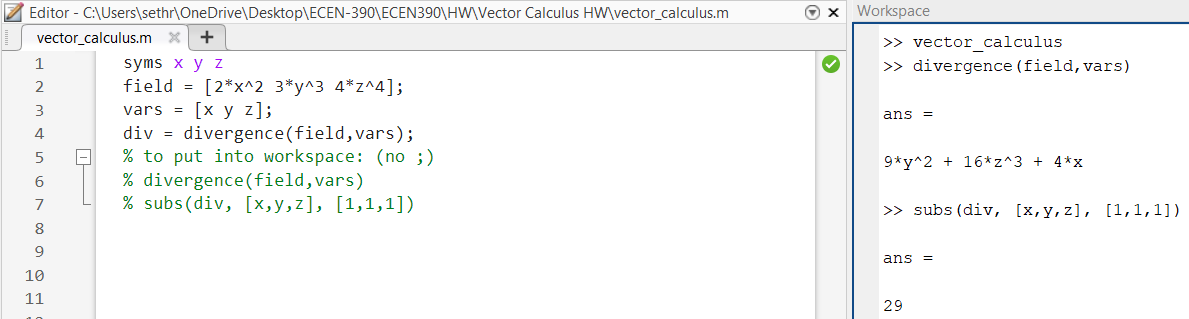 Editor - C:\Users\sethr\OneDrive\Desktop\ECEN-390\ECEN390\HW\Vector Calculus HW\vector_calculus.m
vector_calculus.m
1 syms x y z
2 field = [2*x^2 3*y^3 4*z^4];
3 vars = [x y z];
4 div = divergence(field,vars);
5 % to put into workspace: (no ;)
6 % divergence(field,vars)
7 % subs(div, [x,y,z], [1,1,1])
8
9
10
11
Workspace
>> vector_calculus
>> divergence(field,vars)
ans =
9*y^2 + 16*z^3 + 4*x
>> subs(div, [x,y,z], [1,1,1])
ans =
29